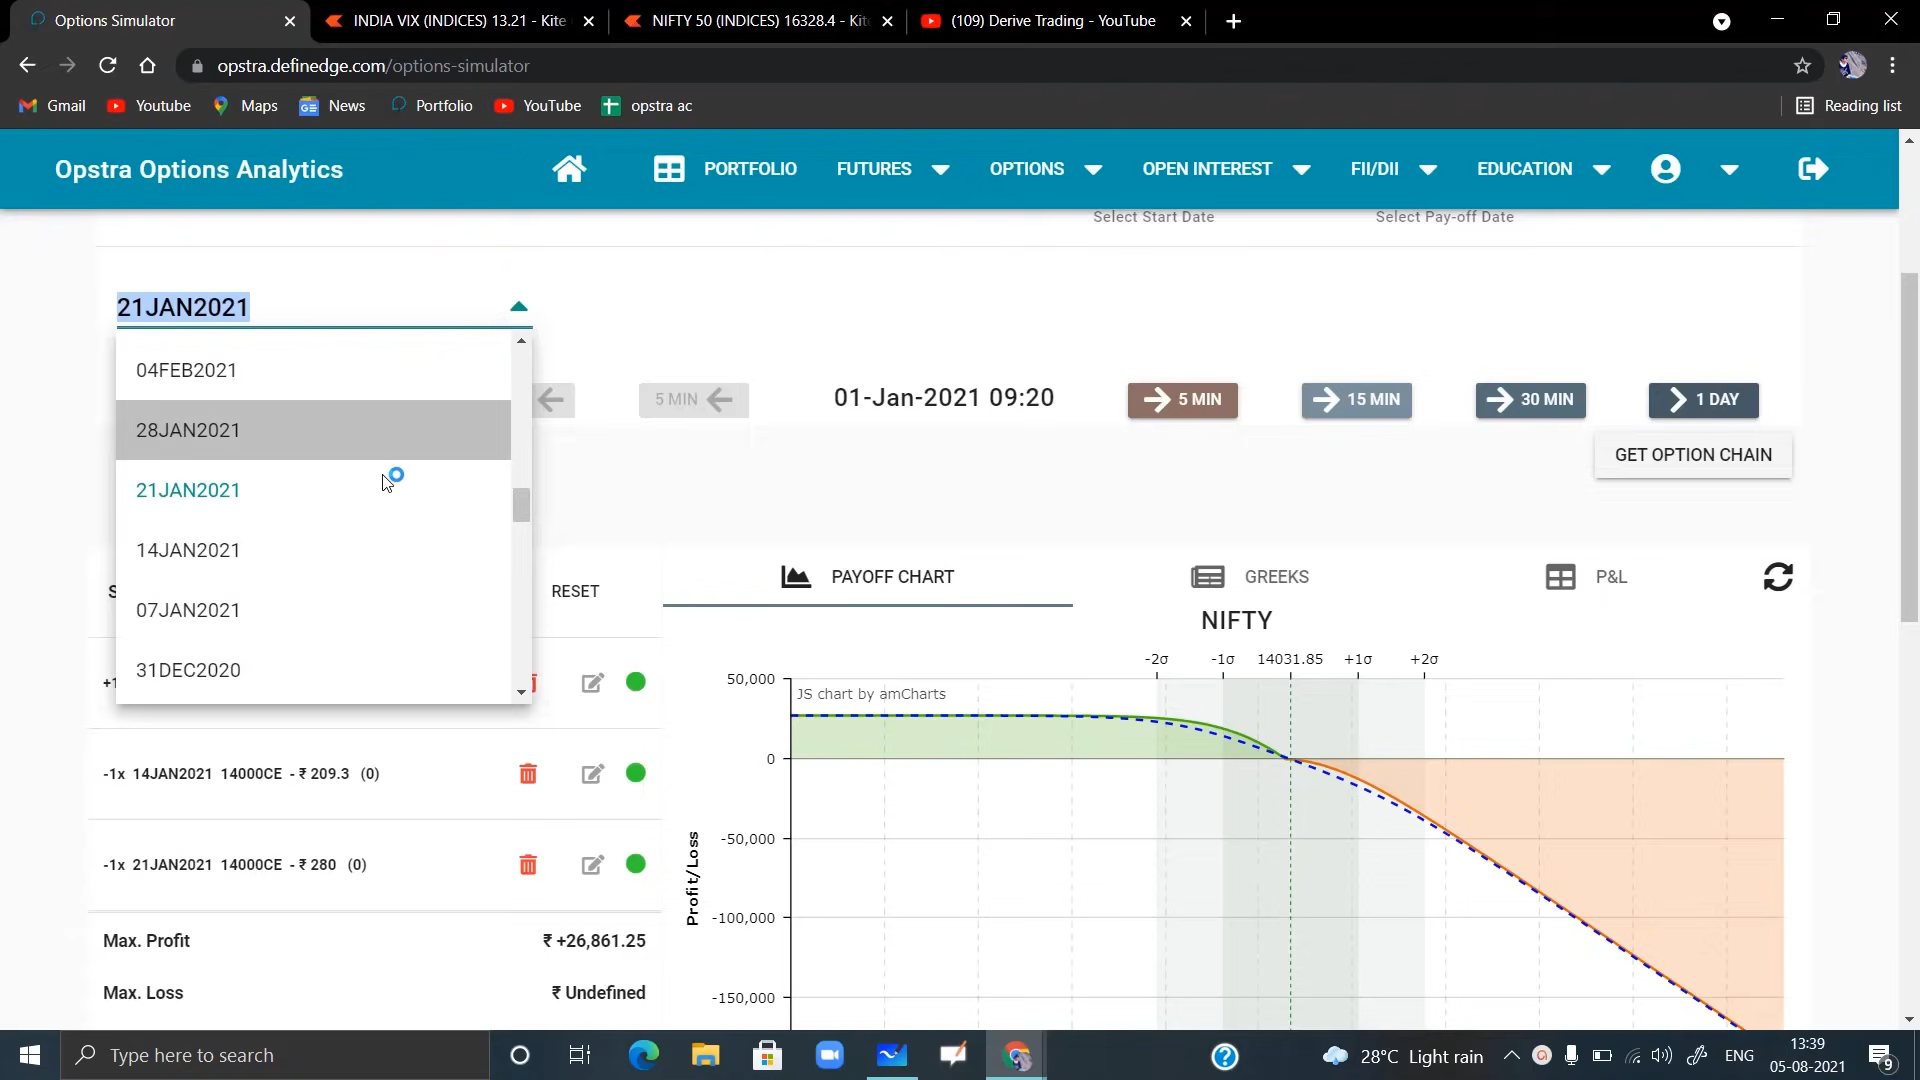 Options Simulator
INDIA VIX (INDICES) 13.21 - Kite
NIFTY 50 (INDICES) 16328.4 - Kit
(109) Derive Trading - YouTube
opstra.definedge.com/options-simulator
Gmail
Youtube
Maps
News
Portfolio
YouTube
opstra ac
Reading list
Opstra Options Analytics
PORTFOLIO
FUTURES
OPTIONS
OPEN INTEREST
FII/DII
EDUCATION
Select Start Date
Select Pay-off Date
21JAN2021
04FEB2021
28JAN2021
21JAN2021
14JAN2021
07JAN2021
31DEC2020
5 MIN
01-Jan-2021 09:20
5 MIN
15 MIN
30 MIN
1 DAY
GET OPTION CHAIN
S
RESET
PAYOFF CHART
GREEKS
P&L
+1
-1x 14JAN2021 14000CE - ₹ 209.3 (0)
-1x 21JAN2021 14000CE - ₹ 280 (0)
Max. Profit
₹ +26,861.25
Max. Loss
₹ Undefined
NIFTY
-2σ
-1σ
14031.85
+1σ
+2σ
JS chart by amCharts
50,000
0
-50,000
-100,000
-150,000
Profit/Loss
Type here to search
28°C Light rain
ENG
13:39
05-08-2021
9